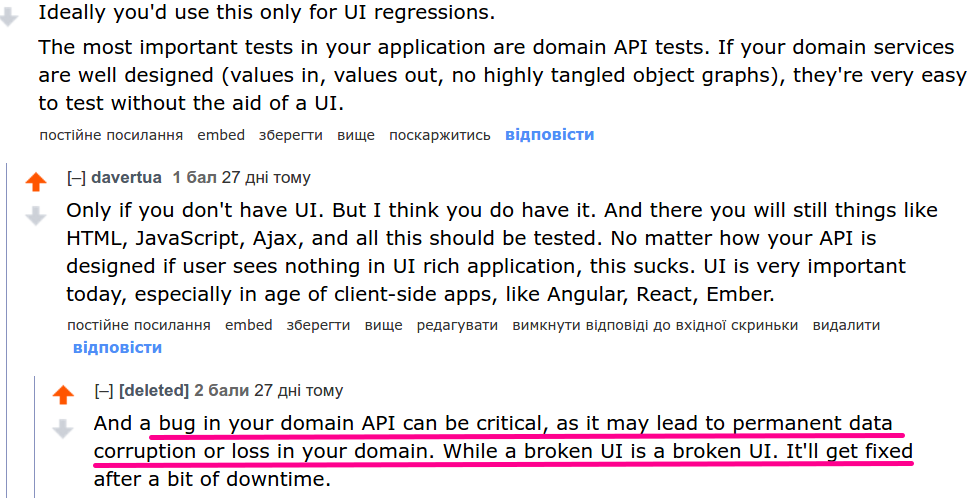 Ideally you'd use this only for UI regressions.
The most important tests in your application are domain API tests. If your domain services
are well designed (values in, values out, no highly tangled object graphs), they're very easy
to test without the aid of a UI.
постійне посилання embed зберегти вище поскаржитись відповісти
[–] davertua 1 бал 27 дні тому
Only if you don't have UI. But I think you do have it. And there you will still things like
HTML, JavaScript, Ajax, and all this should be tested. No matter how your API is
designed if user sees nothing in UI rich application, this sucks. UI is very important
today, especially in age of client-side apps, like Angular, React, Ember.
постійне посилання embed зберегти вище редагувати вимкнути відповіді до вхідної скриньки видалити
відповісти
[–] [deleted] 2 бали 27 дні тому
And a bug in your domain API can be critical, as it may lead to permanent data
corruption or loss in your domain. While a broken UI is a broken UI. It'll get fixed
after a bit of downtime.